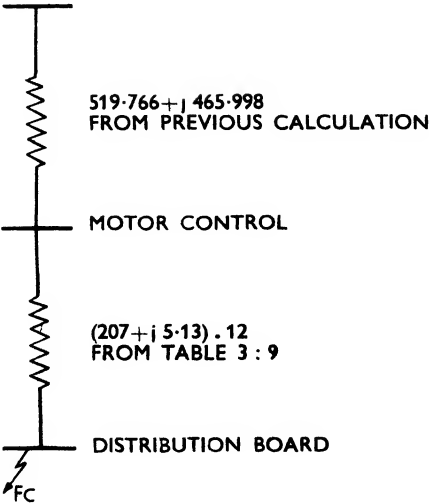 519·766+j 465·998
FROM PREVIOUS CALCULATION
MOTOR CONTROL
(207+j 5·13) . 12
FROM TABLE 3 : 9
DISTRIBUTION BOARD
FC